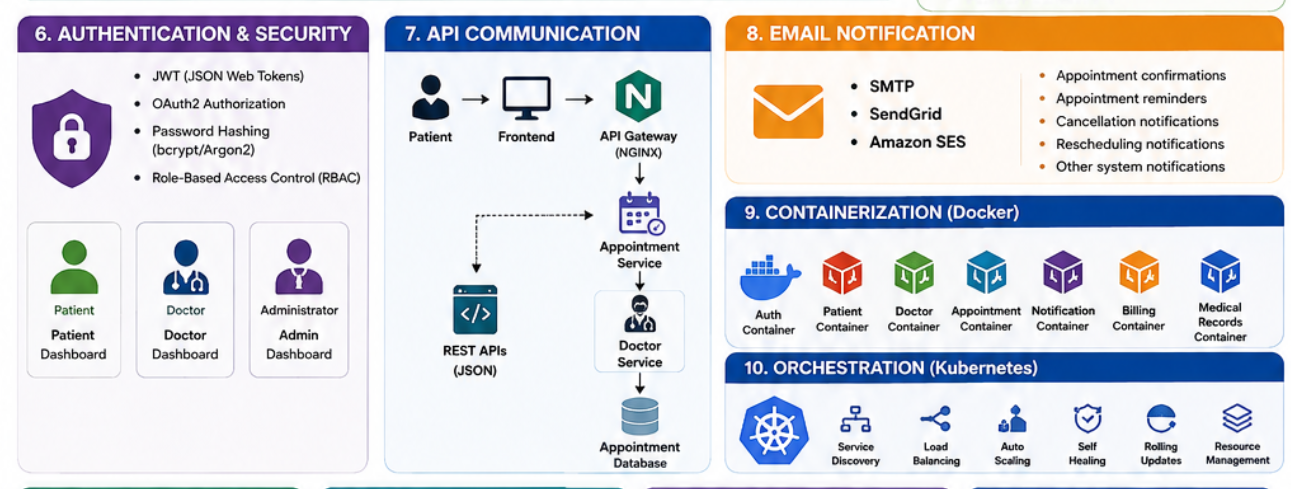 6. AUTHENTICATION & SECURITY
JWT (JSON Web Tokens)
OAuth2 Authorization
Password Hashing
(bcrypt/Argon2)
Role-Based Access Control (RBAC)
Patient
Patient
Dashboard
Doctor
Doctor
Dashboard
Administrator
Admin
Dashboard
7. API COMMUNICATION
Patient
Frontend
N
API Gateway
(NGINX)
Appointment
Service
</>
REST APIs
(JSON)
Doctor
Service
Appointment
Database
8. EMAIL NOTIFICATION
SMTP
SendGrid
Amazon SES
Appointment confirmations
Appointment reminders
Cancellation notifications
Rescheduling notifications
Other system notifications
9. CONTAINERIZATION (Docker)
Auth
Container
Patient
Container
Doctor
Container
Appointment
Container
Notification
Container
Billing
Container
Medical
Records
Container
10. ORCHESTRATION (Kubernetes)
Service
Discovery
Load
Balancing
Auto
Scaling
Self
Healing
Rolling
Updates
Resource
Management